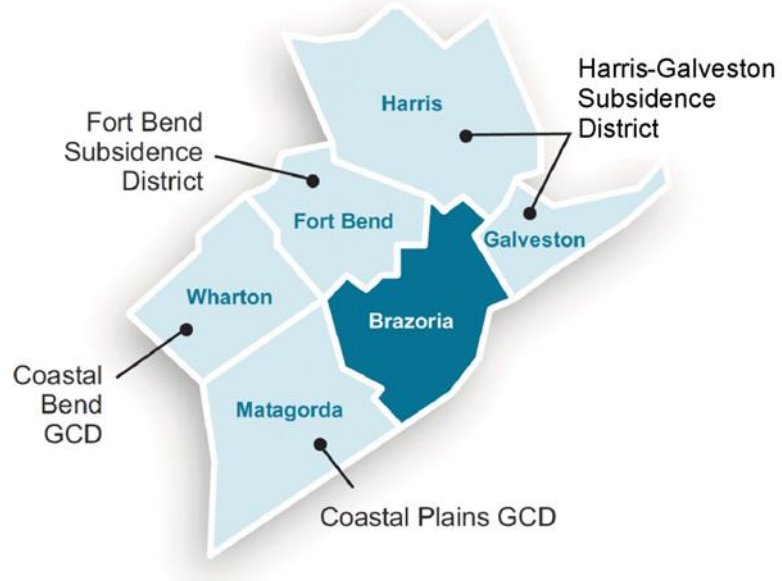 Harris
Harris-Galveston
Subsidence
District
Fort Bend
Subsidence
District
Fort Bend
Galveston
Wharton
Brazoria
Coastal
Bend
GCD
Matagorda
Coastal Plains GCD